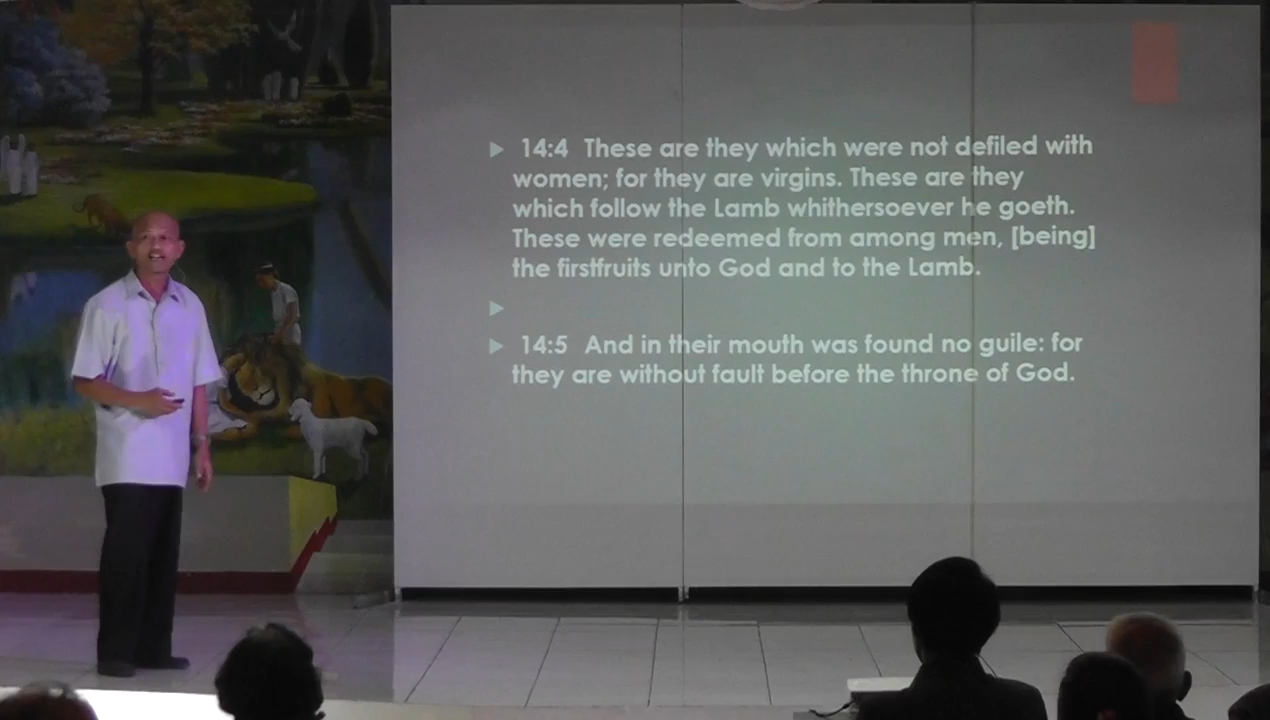 14:4 These are they which were not defiled with
women; for they are virgins. These are they
which follow the Lamb whithersoever he goeth.
These were redeemed from among men, [being]
the firstfruits unto God and to the Lamb.
14:5 And in their mouth was found no guile: for
they are without fault before the throne of God.